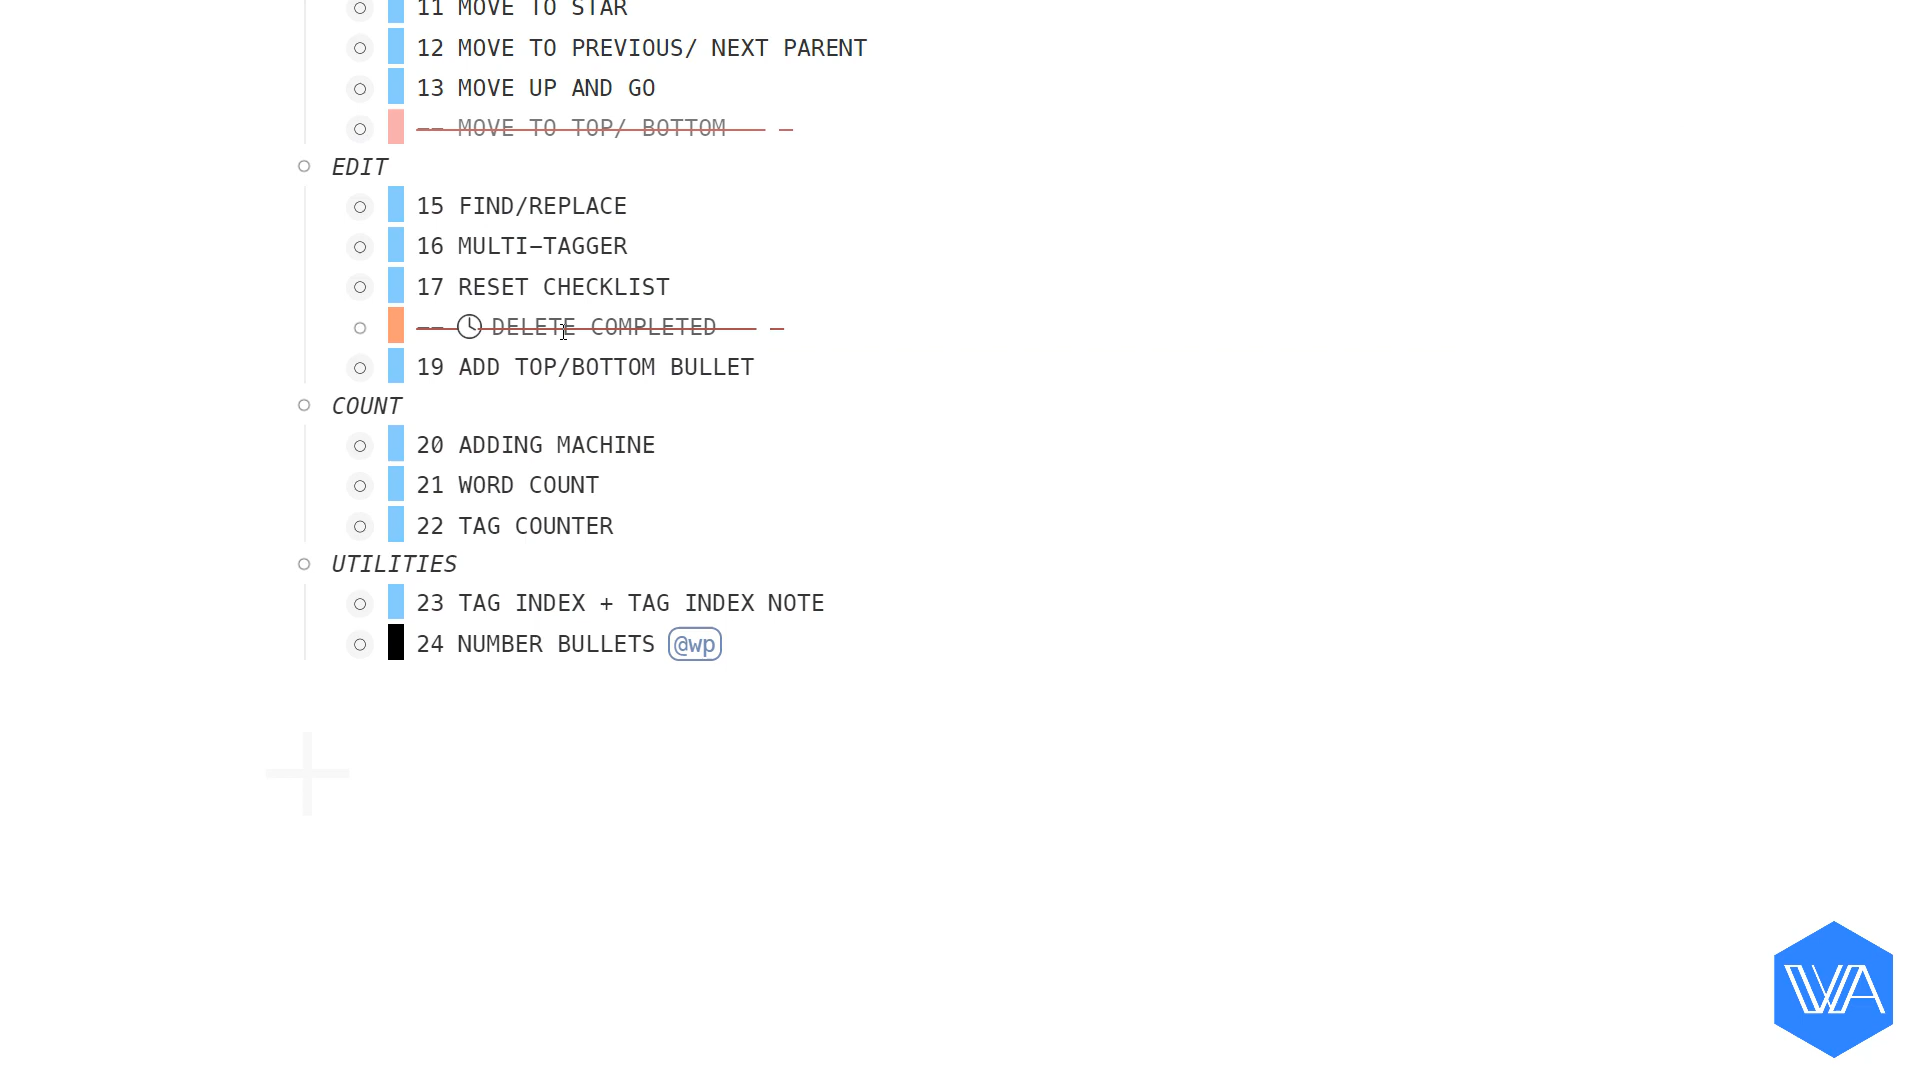 11 MOVE TO STAR
12 MOVE TO PREVIOUS/ NEXT PARENT
13 MOVE UP AND GO
-- MOVE TO TOP/ BOTTOM
EDIT
15 FIND/REPLACE
16 MULTI-TAGGER
17 RESET CHECKLIST
-- DELETE COMPLETED
19 ADD TOP/BOTTOM BULLET
COUNT
20 ADDING MACHINE
21 WORD COUNT
22 TAG COUNTER
UTILITIES
23 TAG INDEX + TAG INDEX NOTE
24 NUMBER BULLETS @wp
WA